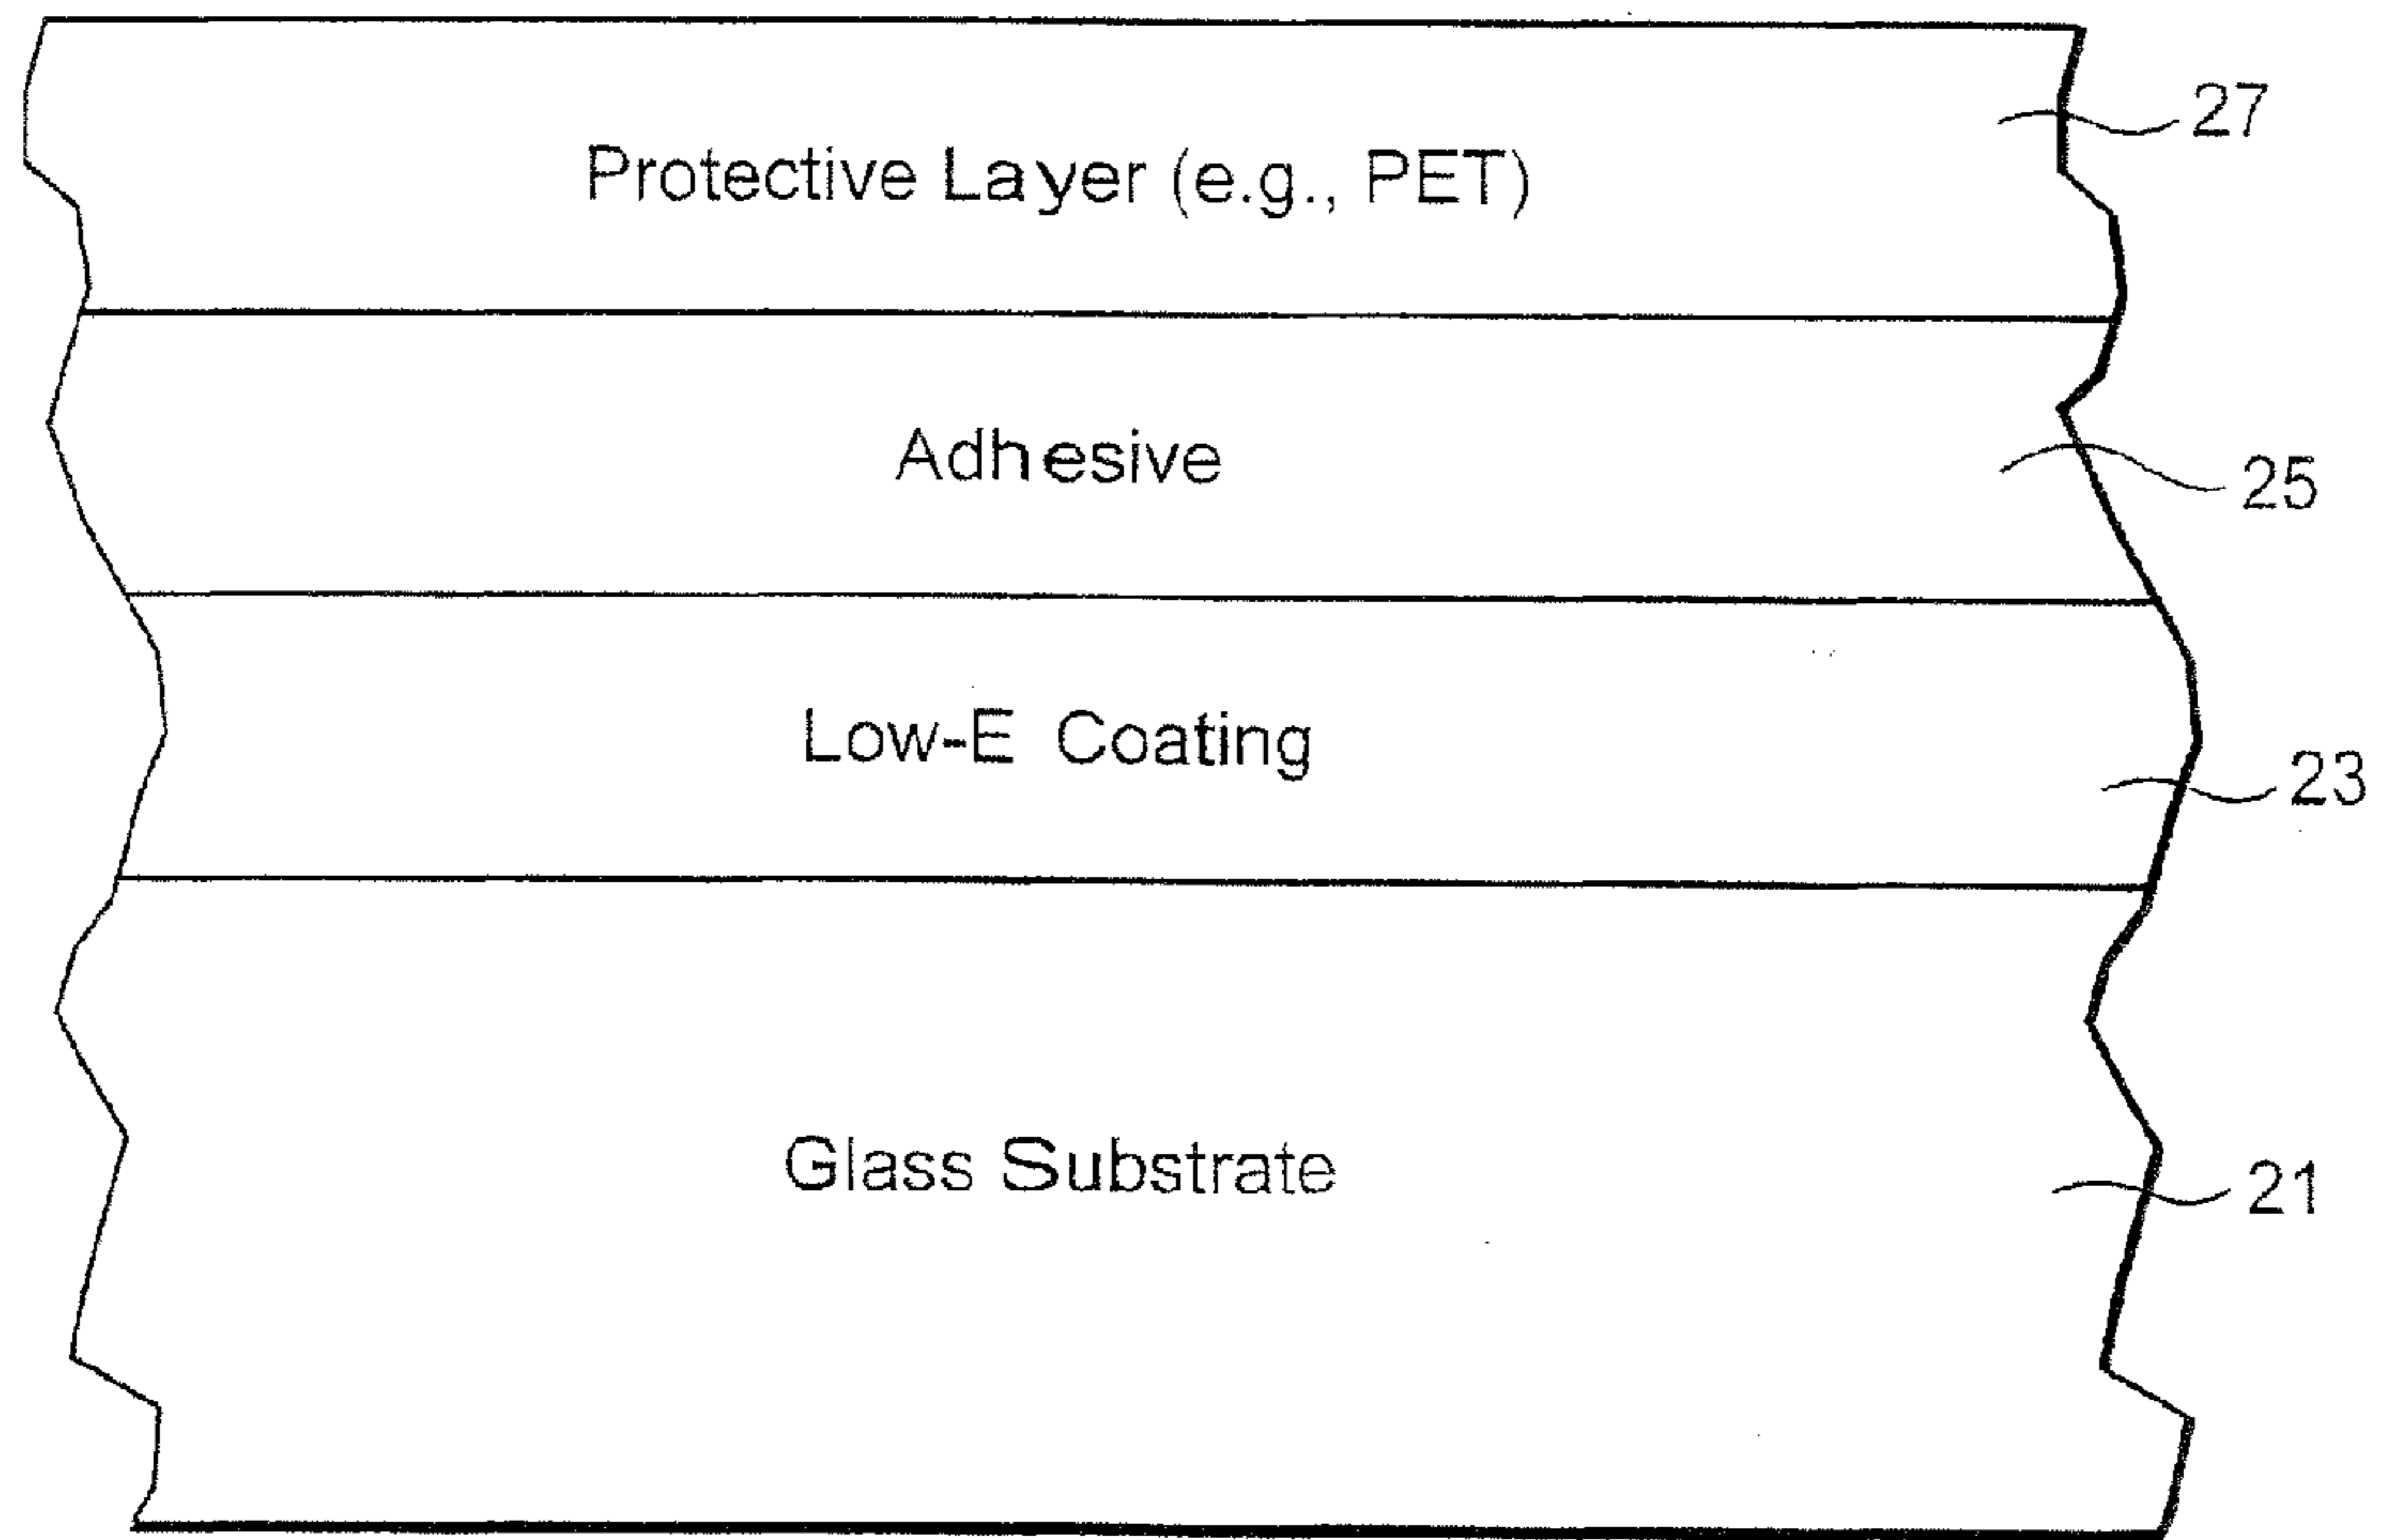 Protective Layer (e.g., PET)
27
Adhesive
25
Low-E Coating
23
Glass Substrate
21